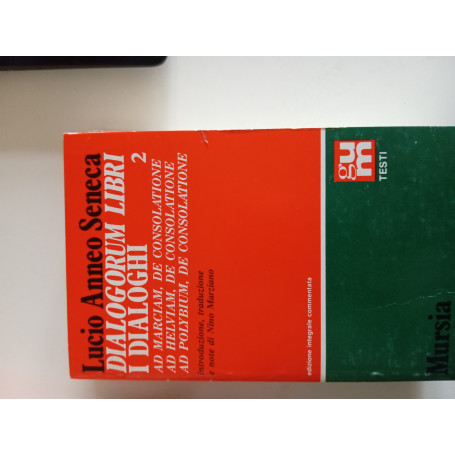 Lucio Anneo Seneca
DIALOGORUM LIBRI
I DIALOGHI 2
AD MARCIAM, DE CONSOLATIONE
AD HELVIAM, DE CONSOLATIONE
AD POLYBIUM, DE CONSOLATIONE
introduzione, traduzione
e note di Nino Marziano
edizione integrale commentata
gum
TESTI
Mursia